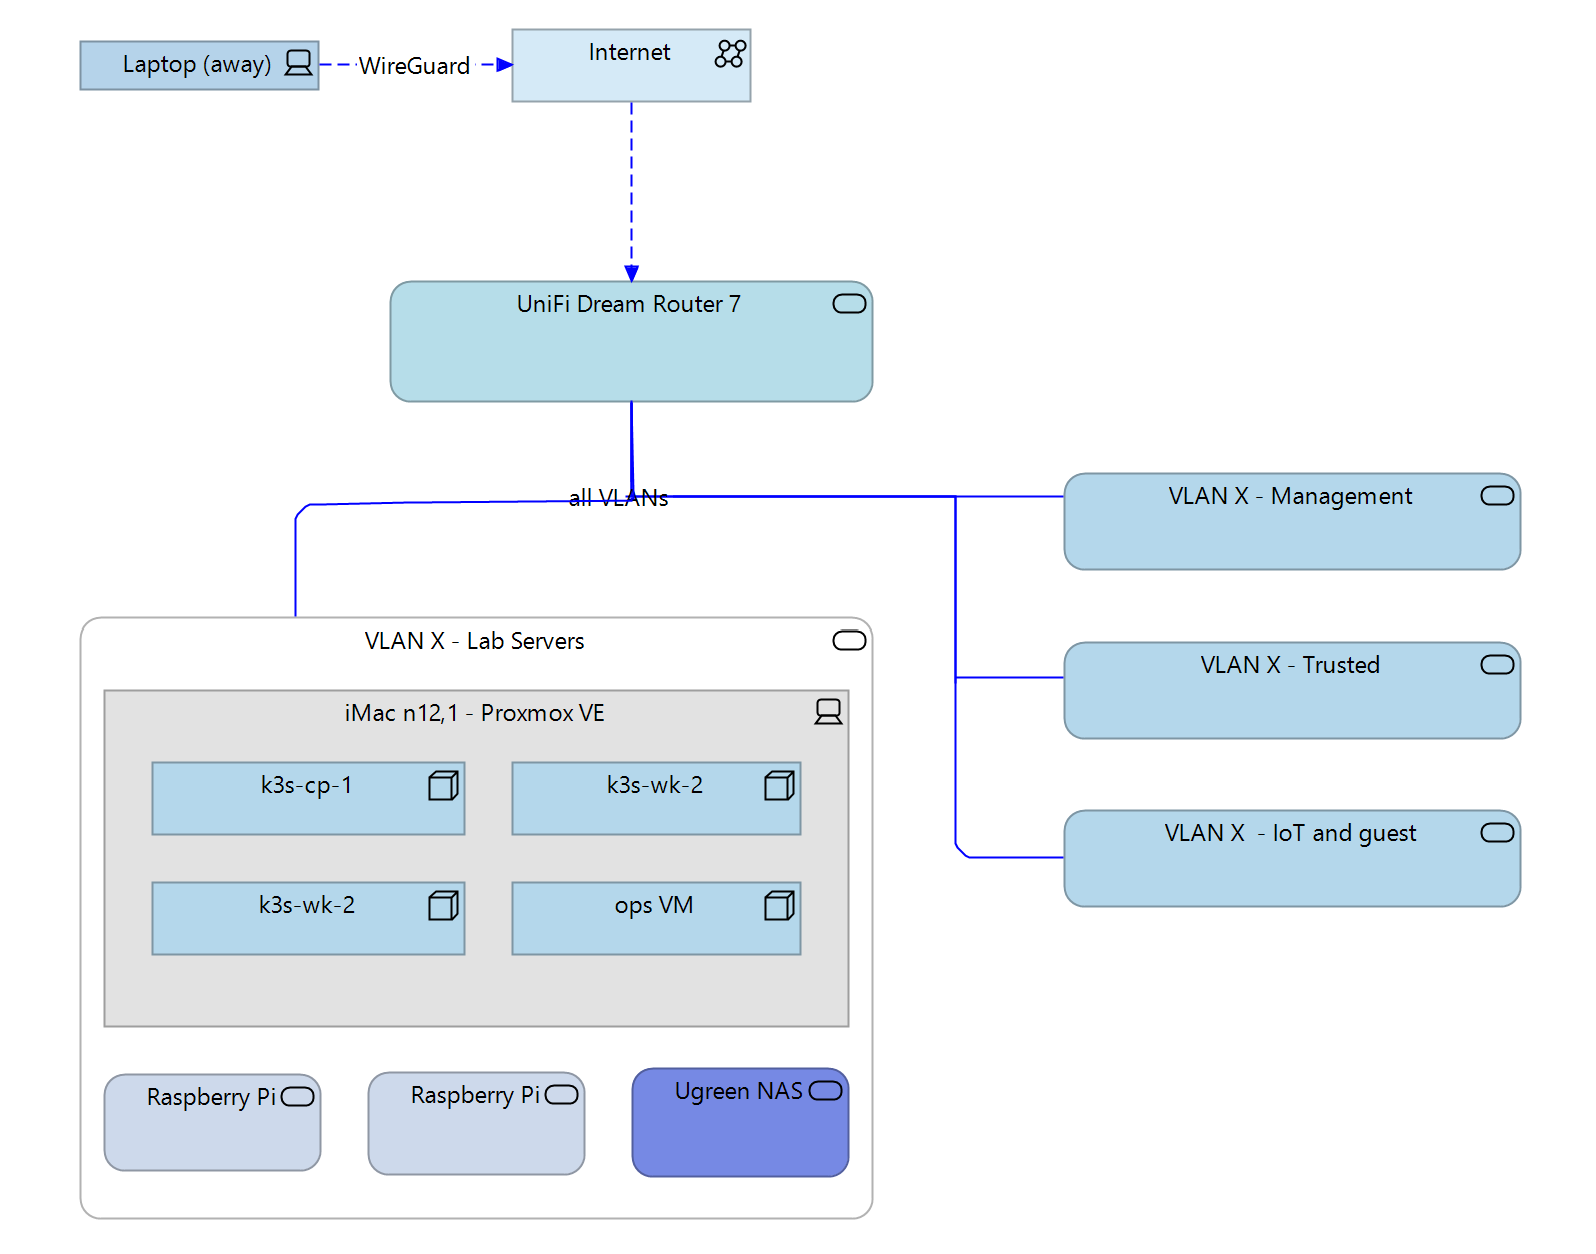 Laptop (away)
WireGuard
Internet
UniFi Dream Router 7
all VLANs
VLAN X - Management
VLAN X - Lab Servers
VLAN X - Trusted
iMac n12,1 - Proxmox VE
k3s-cp-1
k3s-wk-2
VLAN X  - IoT and guest
k3s-wk-2
ops VM
Raspberry Pi
Raspberry Pi
Ugreen NAS